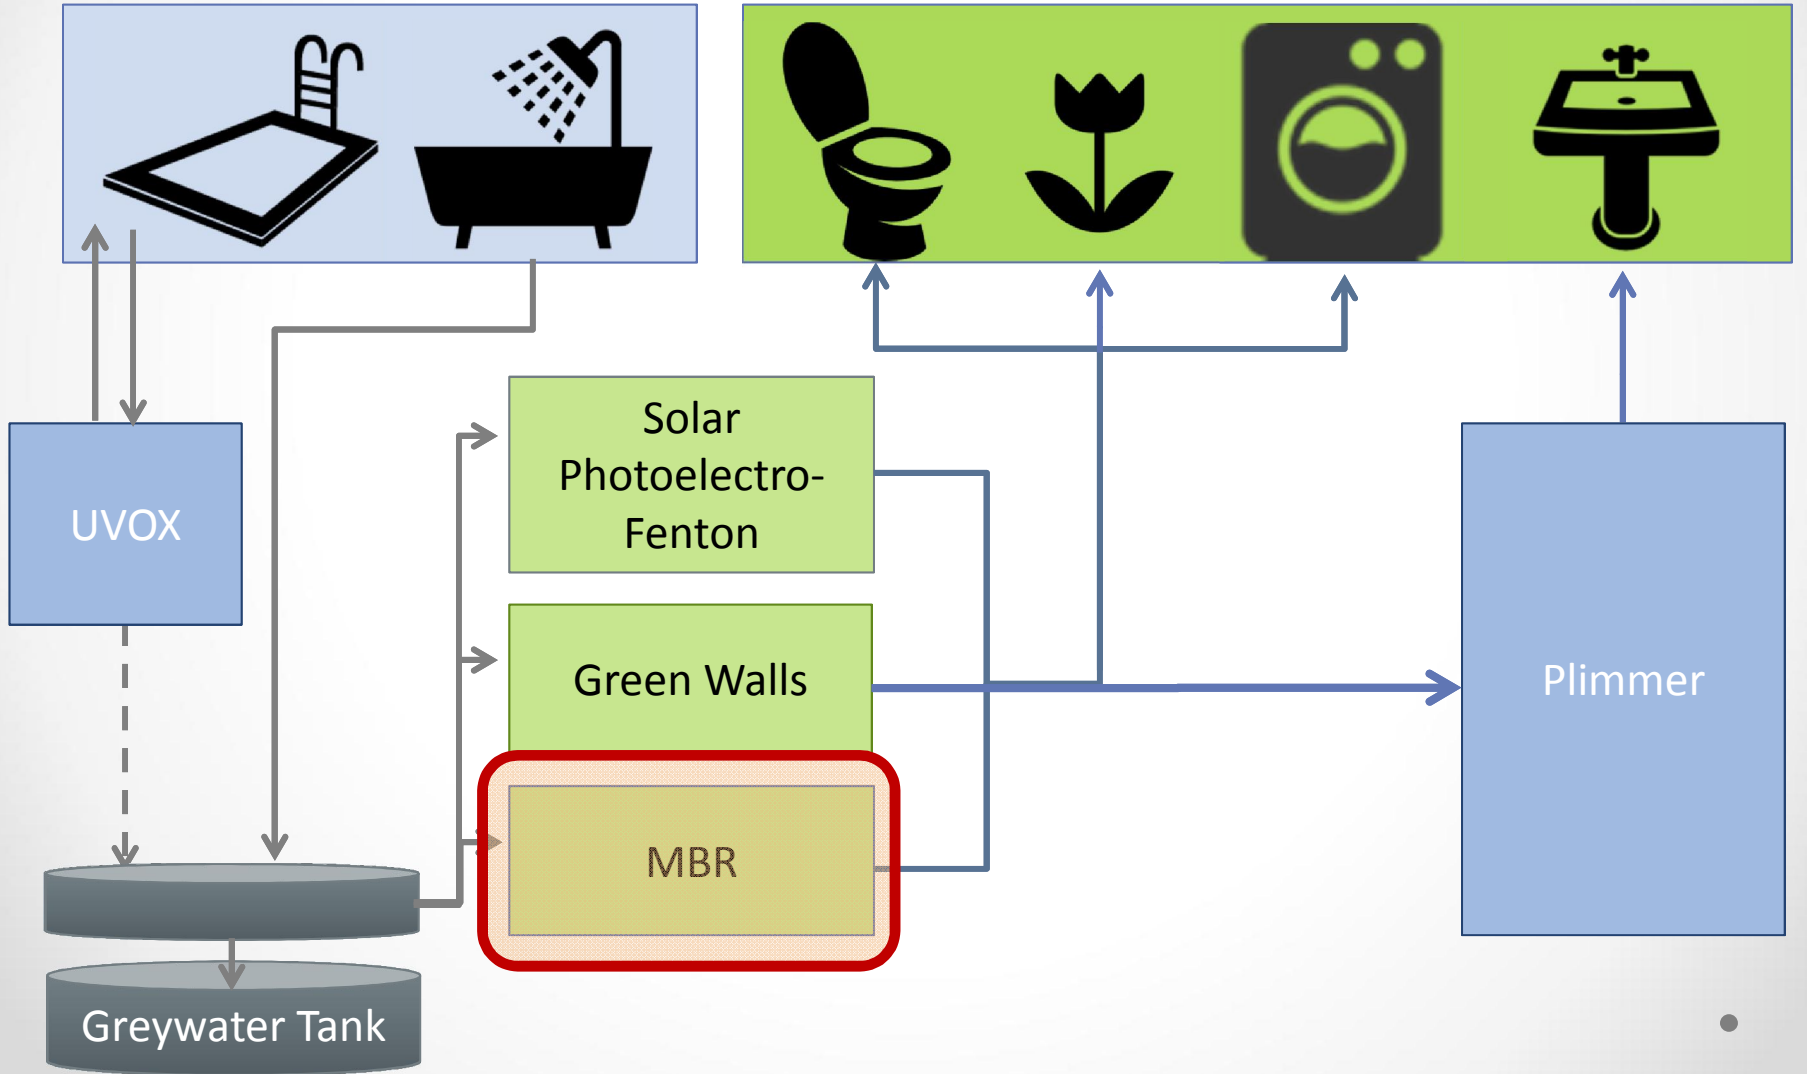 Solar
Photoelectro-
Fenton
UVOX
Green Walls
Plimmer
MBR
Greywater Tank